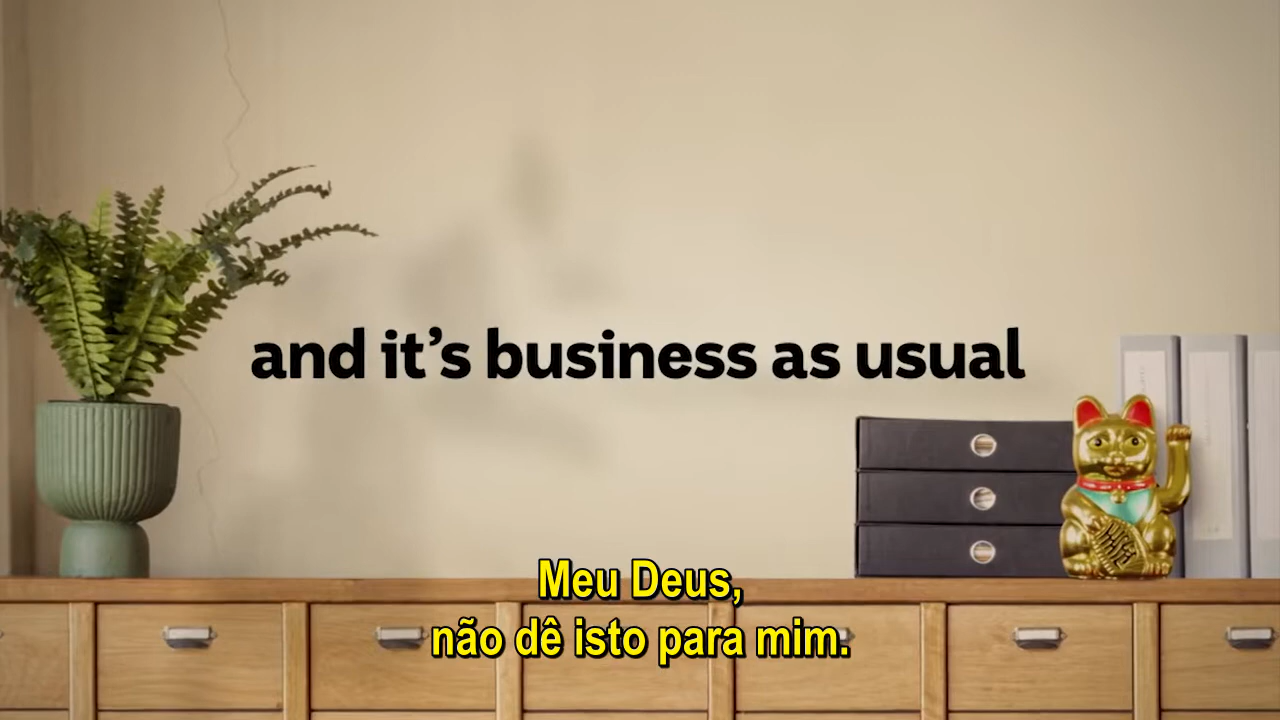 and it's business as usual
Meu Deus,
não dê isto para mim.